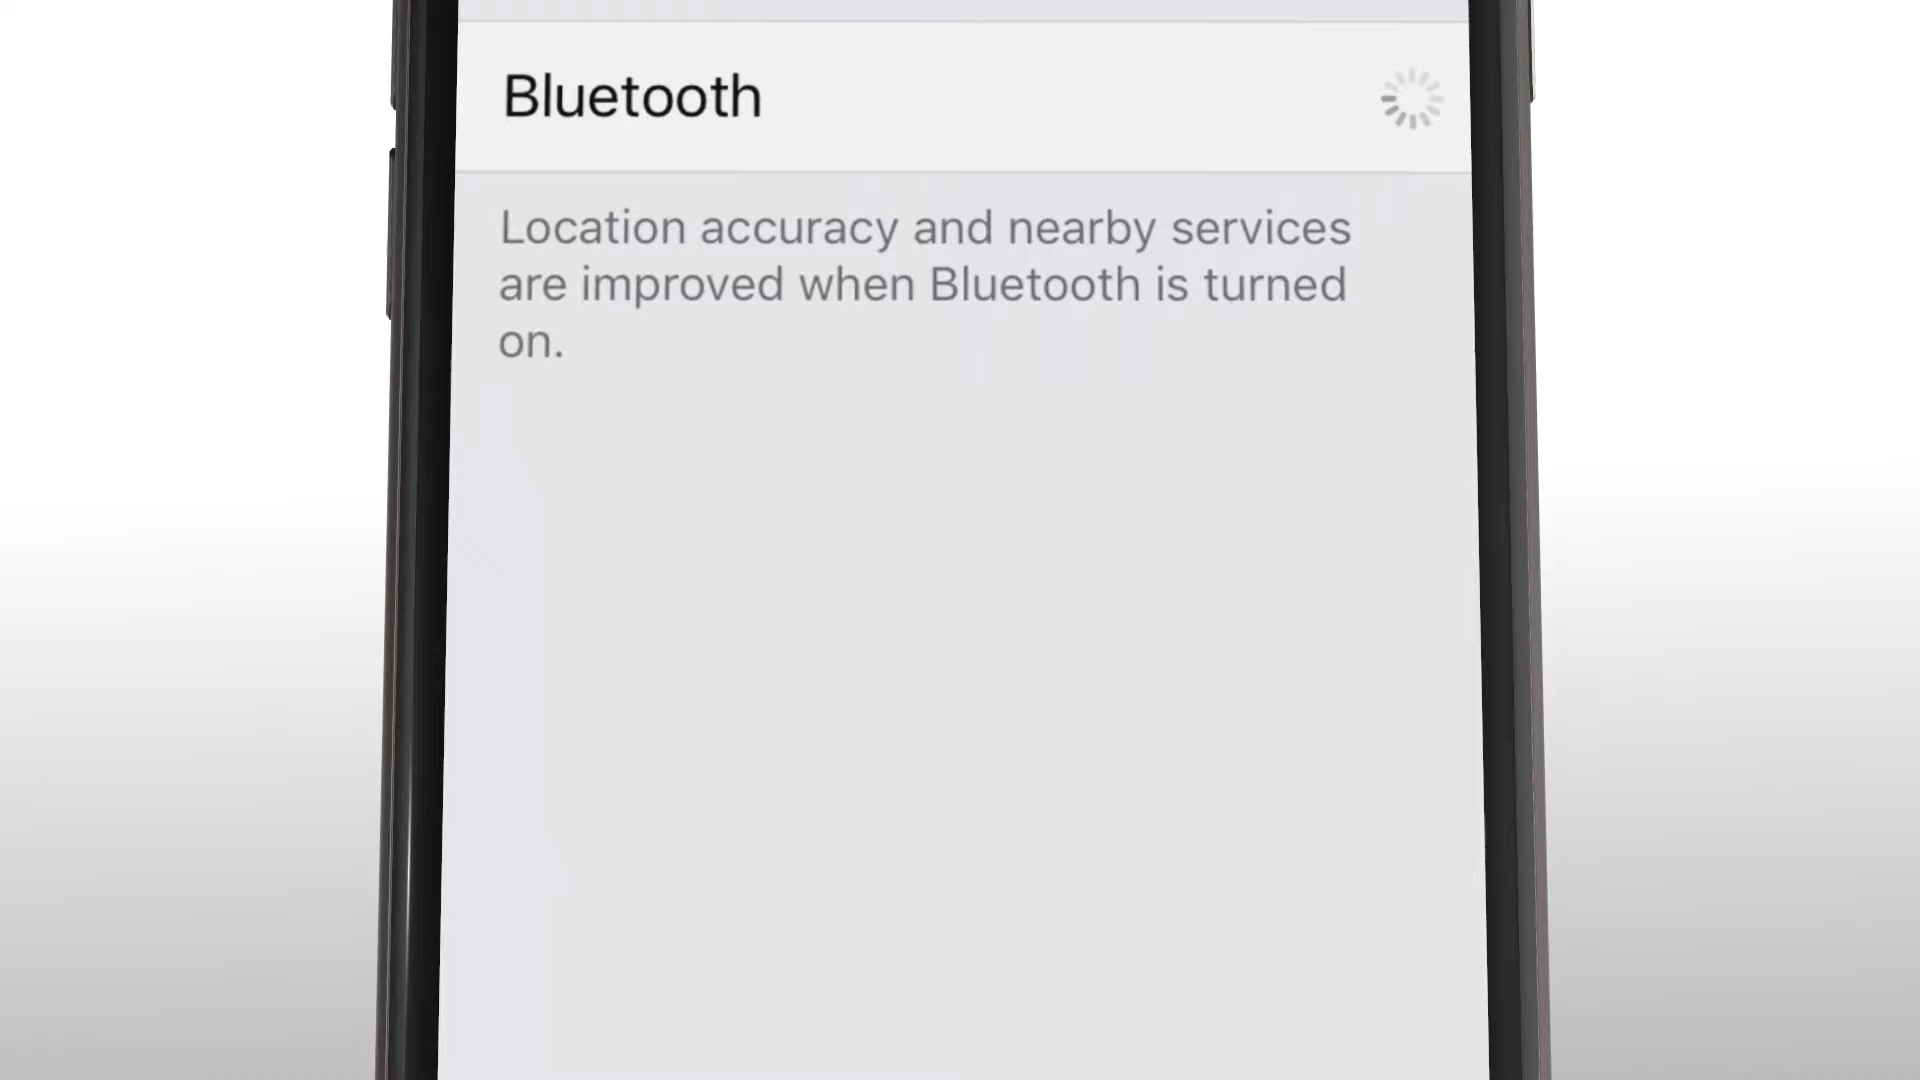 Bluetooth
Location accuracy and nearby services
are improved when Bluetooth is turned
on.